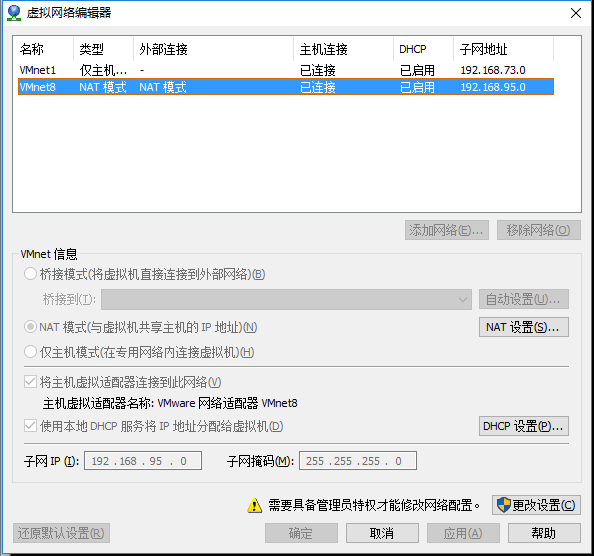 虚拟网络编辑器
名称 类型 外部连接 主机连接 DHCP 子网地址
VMnet1 仅主机... - 已连接 已启用 192.168.73.0
VMnet8 NAT 模式 NAT 模式 已连接 已启用 192.168.95.0
添加网络(E)... 移除网络(O)
VMnet 信息
桥接模式(将虚拟机直接连接到外部网络)(B)
桥接到(T): 自动设置(U)...
NAT 模式(与虚拟机共享主机的 IP 地址)(N) NAT 设置(S)...
仅主机模式(在专用网络内连接虚拟机)(H)
将主机虚拟适配器连接到此网络(V)
主机虚拟适配器名称: VMware 网络适配器 VMnet8
使用本地 DHCP 服务将 IP 地址分配给虚拟机(D) DHCP 设置(P)...
子网 IP (I): 192 . 168 . 95 . 0 子网掩码(M): 255 . 255 . 255 . 0
需要具备管理员特权才能修改网络配置。 更改设置(C)
还原默认设置(R) 确定 取消 应用(A) 帮助